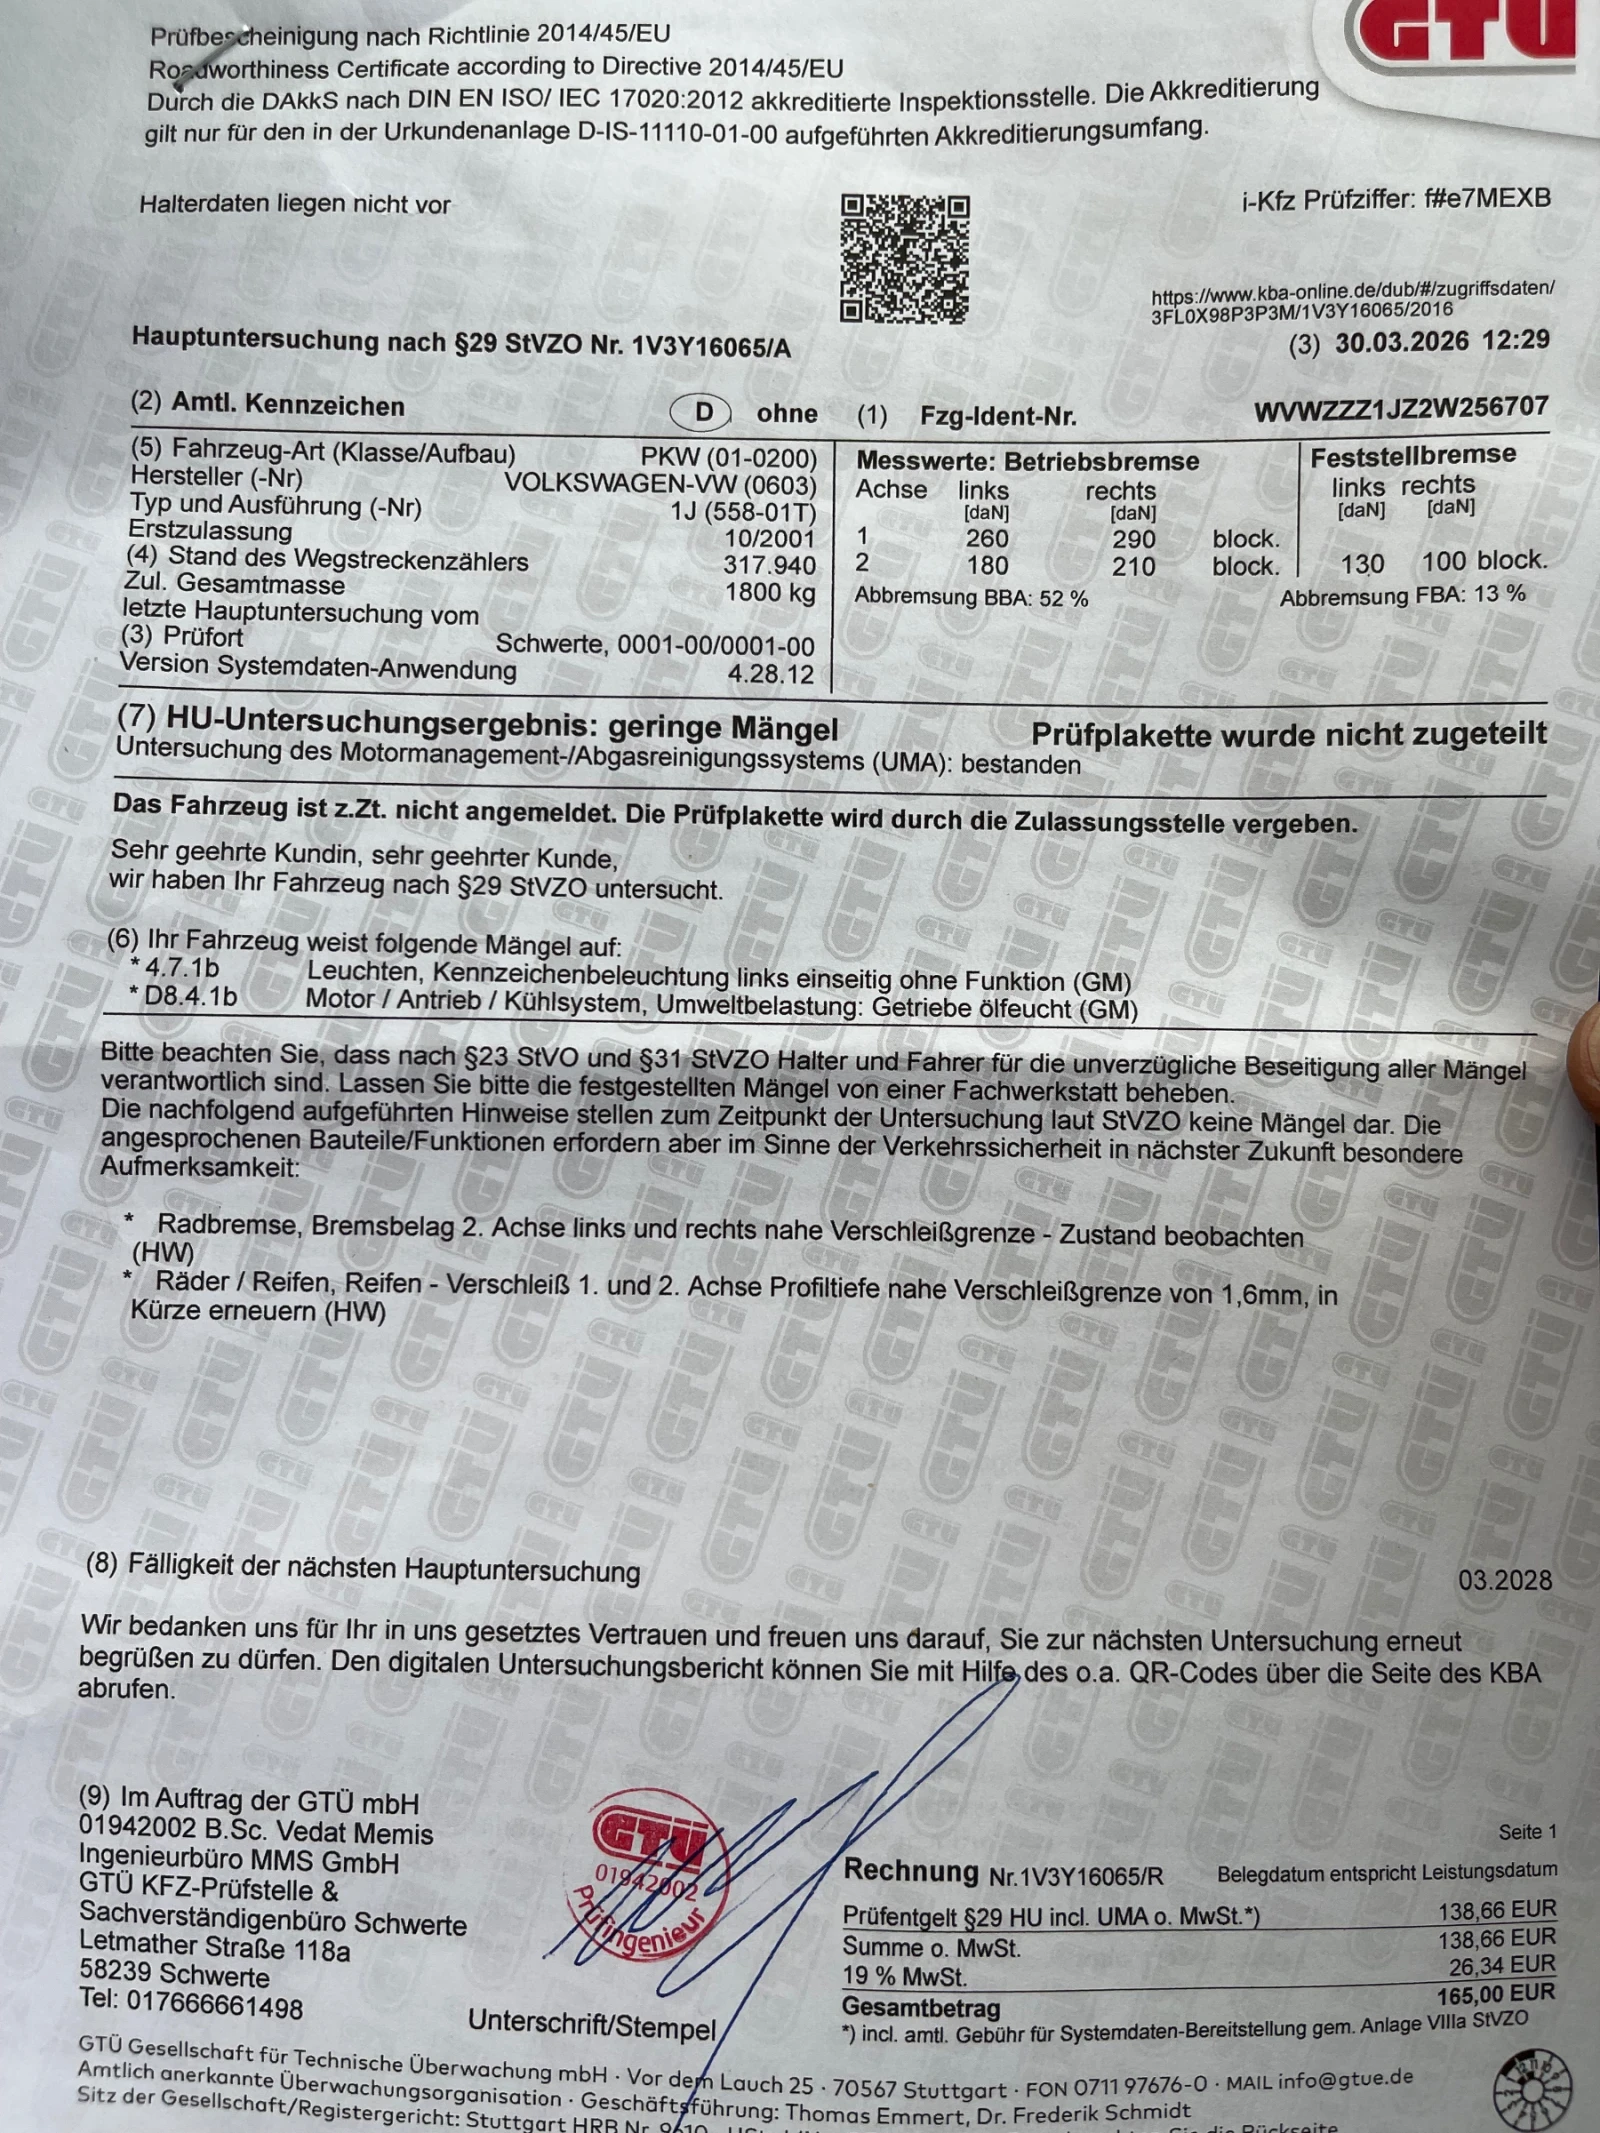 GTÜ
Prüfbescheinigung nach Richtlinie 2014/45/EU
Roadworthiness Certificate according to Directive 2014/45/EU
Durch die DAkkS nach DIN EN ISO/ IEC 17020:2012 akkreditierte Inspektionsstelle. Die Akkreditierung
gilt nur für den in der Urkundenanlage D-IS-11110-01-00 aufgeführten Akkreditierungsumfang.
Halterdaten liegen nicht vor
i-Kfz Prüfziffer: f#e7MEXB
https://www.kba-online.de/dub/#/zugriffsdaten/
3FL0X98P3P3M/1V3Y16065/2016
Hauptuntersuchung nach §29 StVZO Nr. 1V3Y16065/A
(3) 30.03.2026 12:29
(2) Amtl. Kennzeichen D ohne (1) Fzg-Ident-Nr. WVWZZZ1JZ2W256707
(5) Fahrzeug-Art (Klasse/Aufbau) PKW (01-0200)
Hersteller (-Nr) VOLKSWAGEN-VW (0603)
Typ und Ausführung (-Nr) 1J (558-01T)
Erstzulassung 10/2001
(4) Stand des Wegstreckenzählers 317.940
Zul. Gesamtmasse 1800 kg
letzte Hauptuntersuchung vom
(3) Prüfort Schwerte, 0001-00/0001-00
Version Systemdaten-Anwendung 4.28.12
Messwerte: Betriebsbremse Feststellbremse
Achse links rechts links rechts
[daN] [daN] [daN] [daN]
1 260 290 block.
2 180 210 block. 130 100 block.
Abbremsung BBA: 52 % Abbremsung FBA: 13 %
(7) HU-Untersuchungsergebnis: geringe Mängel Prüfplakette wurde nicht zugeteilt
Untersuchung des Motormanagement-/Abgasreinigungssystems (UMA): bestanden
Das Fahrzeug ist z.Zt. nicht angemeldet. Die Prüfplakette wird durch die Zulassungsstelle vergeben.
Sehr geehrte Kundin, sehr geehrter Kunde,
wir haben Ihr Fahrzeug nach §29 StVZO untersucht.
(6) Ihr Fahrzeug weist folgende Mängel auf:
* 4.7.1b Leuchten, Kennzeichenbeleuchtung links einseitig ohne Funktion (GM)
* D8.4.1b Motor / Antrieb / Kühlsystem, Umweltbelastung: Getriebe ölfeucht (GM)
Bitte beachten Sie, dass nach §23 StVO und §31 StVZO Halter und Fahrer für die unverzügliche Beseitigung aller Mängel
verantwortlich sind. Lassen Sie bitte die festgestellten Mängel von einer Fachwerkstatt beheben.
Die nachfolgend aufgeführten Hinweise stellen zum Zeitpunkt der Untersuchung laut StVZO keine Mängel dar. Die
angesprochenen Bauteile/Funktionen erfordern aber im Sinne der Verkehrssicherheit in nächster Zukunft besondere
Aufmerksamkeit:
* Radbremse, Bremsbelag 2. Achse links und rechts nahe Verschleißgrenze - Zustand beobachten
(HW)
* Räder / Reifen, Reifen - Verschleiß 1. und 2. Achse Profiltiefe nahe Verschleißgrenze von 1,6mm, in
Kürze erneuern (HW)
(8) Fälligkeit der nächsten Hauptuntersuchung 03.2028
Wir bedanken uns für Ihr in uns gesetztes Vertrauen und freuen uns darauf, Sie zur nächsten Untersuchung erneut
begrüßen zu dürfen. Den digitalen Untersuchungsbericht können Sie mit Hilfe des o.a. QR-Codes über die Seite des KBA
abrufen.
(9) Im Auftrag der GTÜ mbH
01942002 B.Sc. Vedat Memis
Ingenieurbüro MMS GmbH
GTÜ KFZ-Prüfstelle &
Sachverständigenbüro Schwerte
Letmather Straße 118a
58239 Schwerte
Tel: 017666661498
GTÜ
01942002
Prüfingenieur
Unterschrift/Stempel
Seite 1
Rechnung Nr.1V3Y16065/R Belegdatum entspricht Leistungsdatum
Prüfentgelt §29 HU incl. UMA o. MwSt.*) 138,66 EUR
Summe o. MwSt. 138,66 EUR
19 % MwSt. 26,34 EUR
Gesamtbetrag 165,00 EUR
*) incl. amtl. Gebühr für Systemdaten-Bereitstellung gem. Anlage VIIIa StVZO
GTÜ Gesellschaft für Technische Überwachung mbH · Vor dem Lauch 25 · 70567 Stuttgart · FON 0711 97676-0 · MAIL info@gtue.de
Amtlich anerkannte Überwachungsorganisation · Geschäftsführung: Thomas Emmert, Dr. Frederik Schmidt
Sitz der Gesellschaft/Registergericht: Stuttgart HRB Nr.